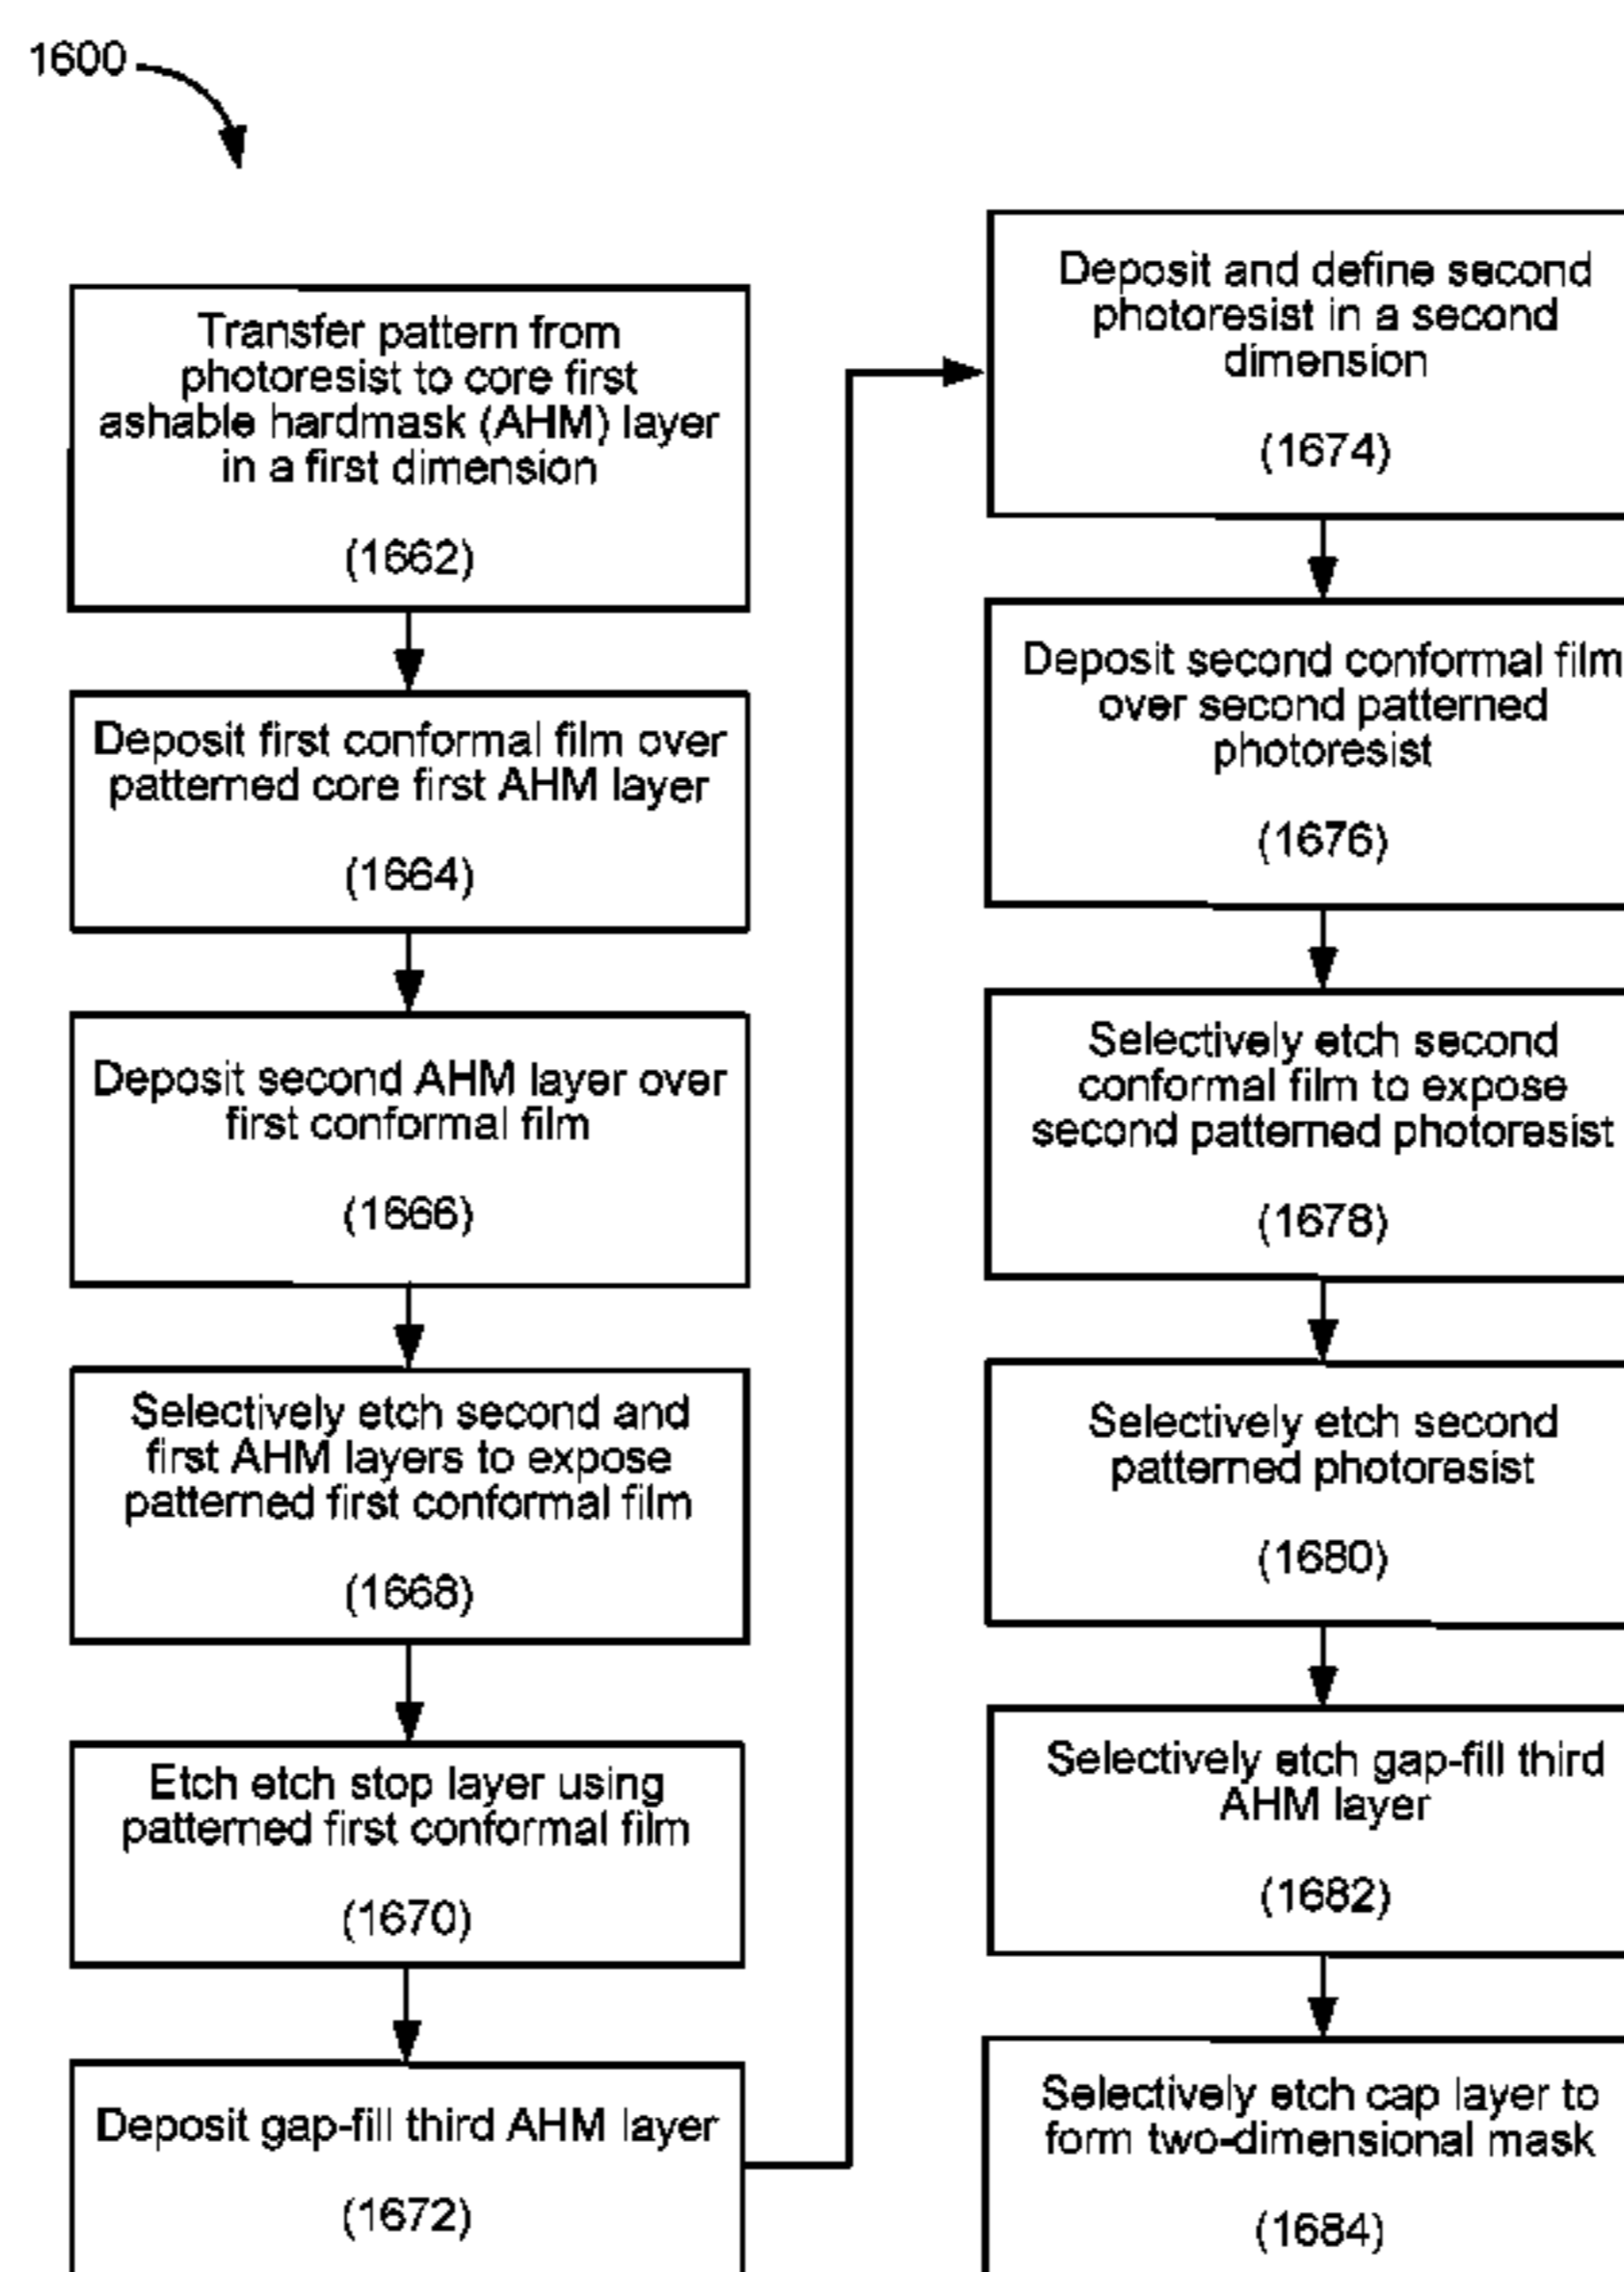 1600
Transfer pattern from
photoresist to core first
ashable hardmask (AHM) layer
in a first dimension
(1662)
Deposit first conformal film over
patterned core first AHM layer
(1664)
Deposit second AHM layer over
first conformal film
(1666)
Selectively etch second and
first AHM layers to expose
patterned first conformal film
(1668)
Etch etch stop layer using
patterned first conformal film
(1670)
Deposit gap-fill third AHM layer
(1672)
Deposit and define second
photoresist in a second
dimension
(1674)
Deposit second conformal film
over second patterned
photoresist
(1676)
Selectively etch second
conformal film to expose
second patterned photoresist
(1678)
Selectively etch second
patterned photoresist
(1680)
Selectively etch gap-fill third
AHM layer
(1682)
Selectively etch cap layer to
form two-dimensional mask
(1684)